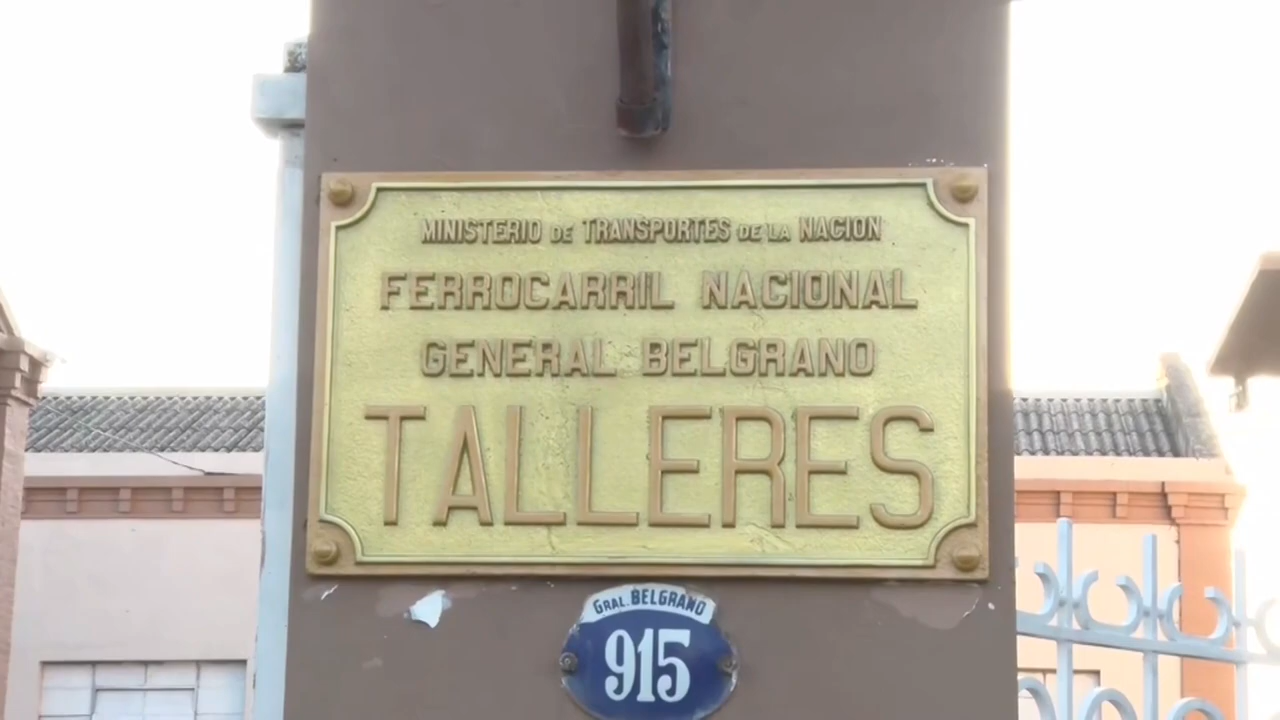 MINISTERIO DE TRANSPORTES DE LA NACION
FERROCARRIL NACIONAL
GENERAL BELGRANO
TALLERES
GRAL. BELGRANO
915